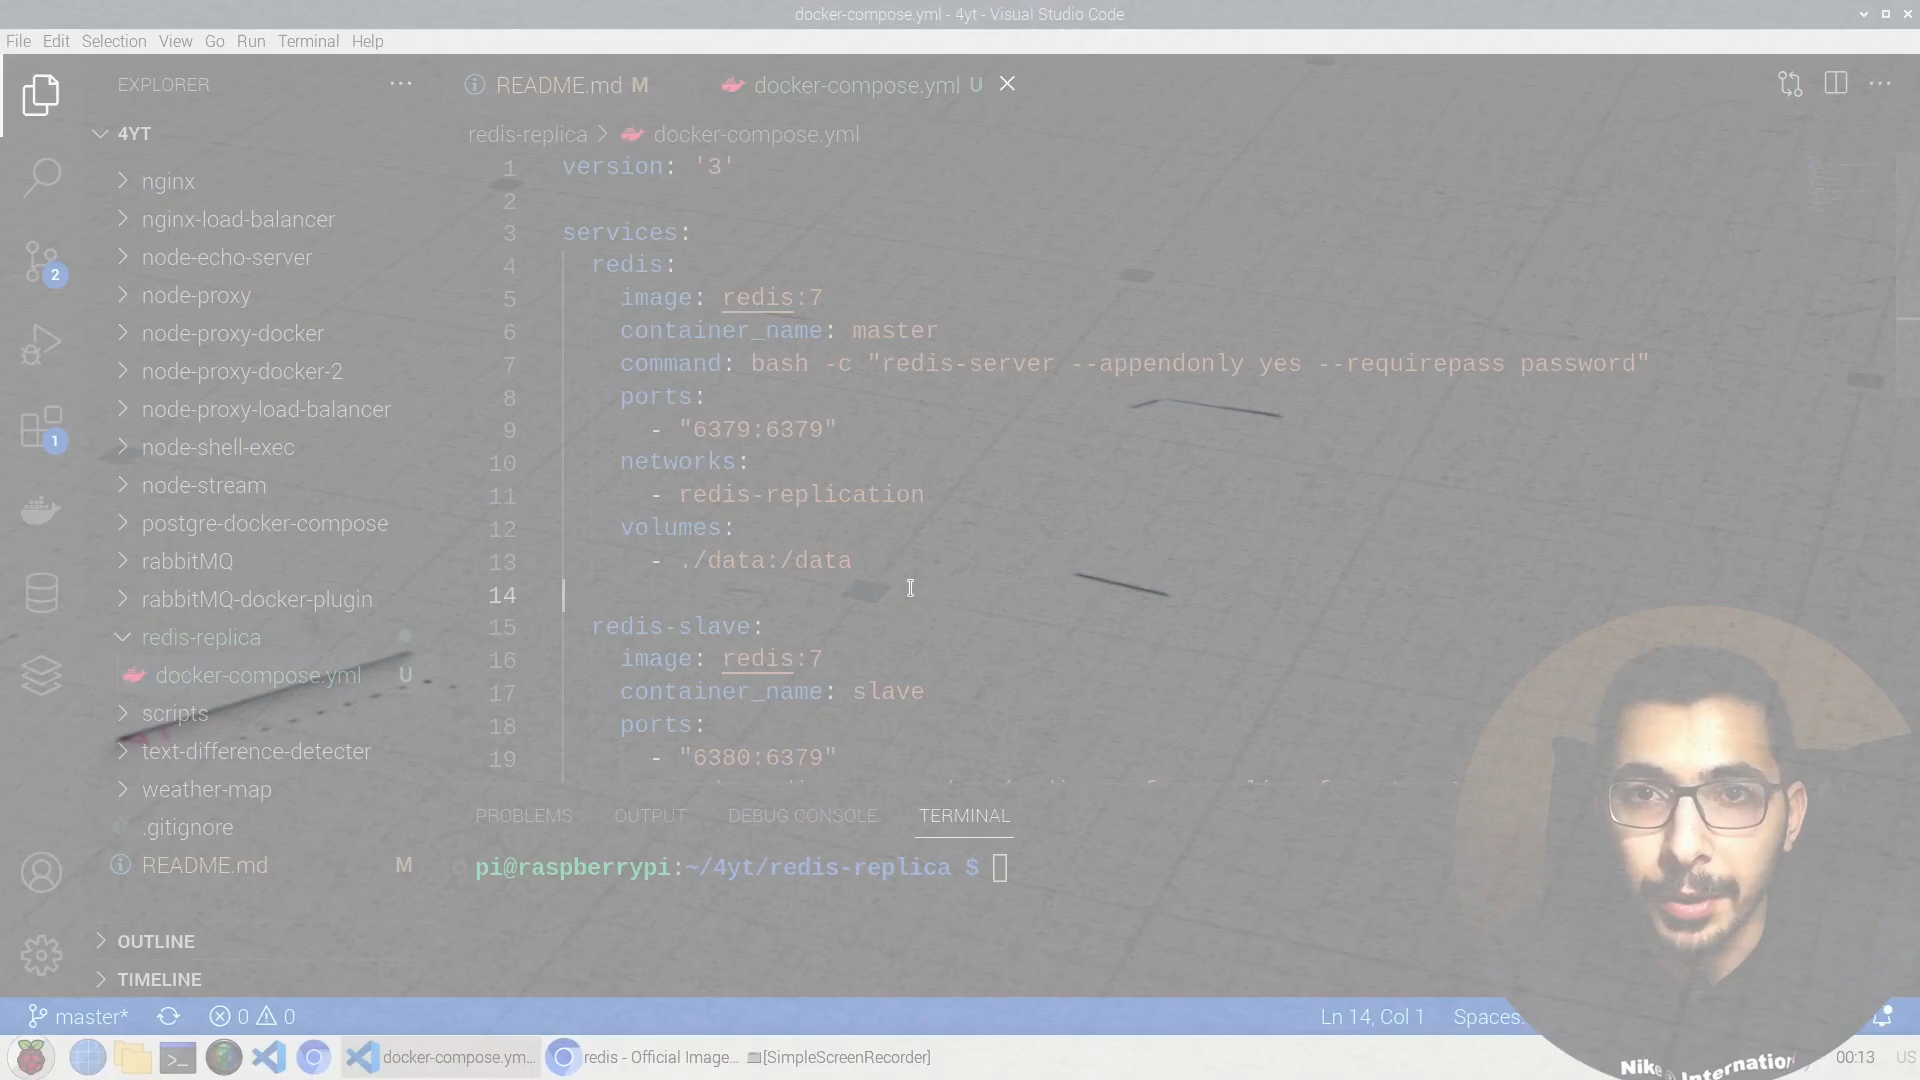 docker-compose.yml - 4yt - Visual Studio Code
File Edit Selection View Go Run Terminal Help
EXPLORER
README.md M
docker-compose.yml U
4YT
redis-replica > docker-compose.yml
nginx
nginx-load-balancer
node-echo-server
node-proxy
node-proxy-docker
node-proxy-docker-2
node-proxy-load-balancer
node-shell-exec
node-stream
postgre-docker-compose
rabbitMQ
rabbitMQ-docker-plugin
redis-replica
docker-compose.yml U
scripts
text-difference-detecter
weather-map
.gitignore
README.md M
OUTLINE
TIMELINE
2
1
1 version: '3'
2
3 services:
4 redis:
5 image: redis:7
6 container_name: master
7 command: bash -c "redis-server --appendonly yes --requirepass password"
8 ports:
9 - "6379:6379"
10 networks:
11 - redis-replication
12 volumes:
13 - ./data:/data
14
15 redis-slave:
16 image: redis:7
17 container_name: slave
18 ports:
19 - "6380:6379"
PROBLEMS OUTPUT DEBUG CONSOLE TERMINAL
pi@raspberrypi:~/4yt/redis-replica $
master* 0 0 Ln 14, Col 1 Spaces:
docker-compose.ym... redis - Official Image... [SimpleScreenRecorder] 00:13 US